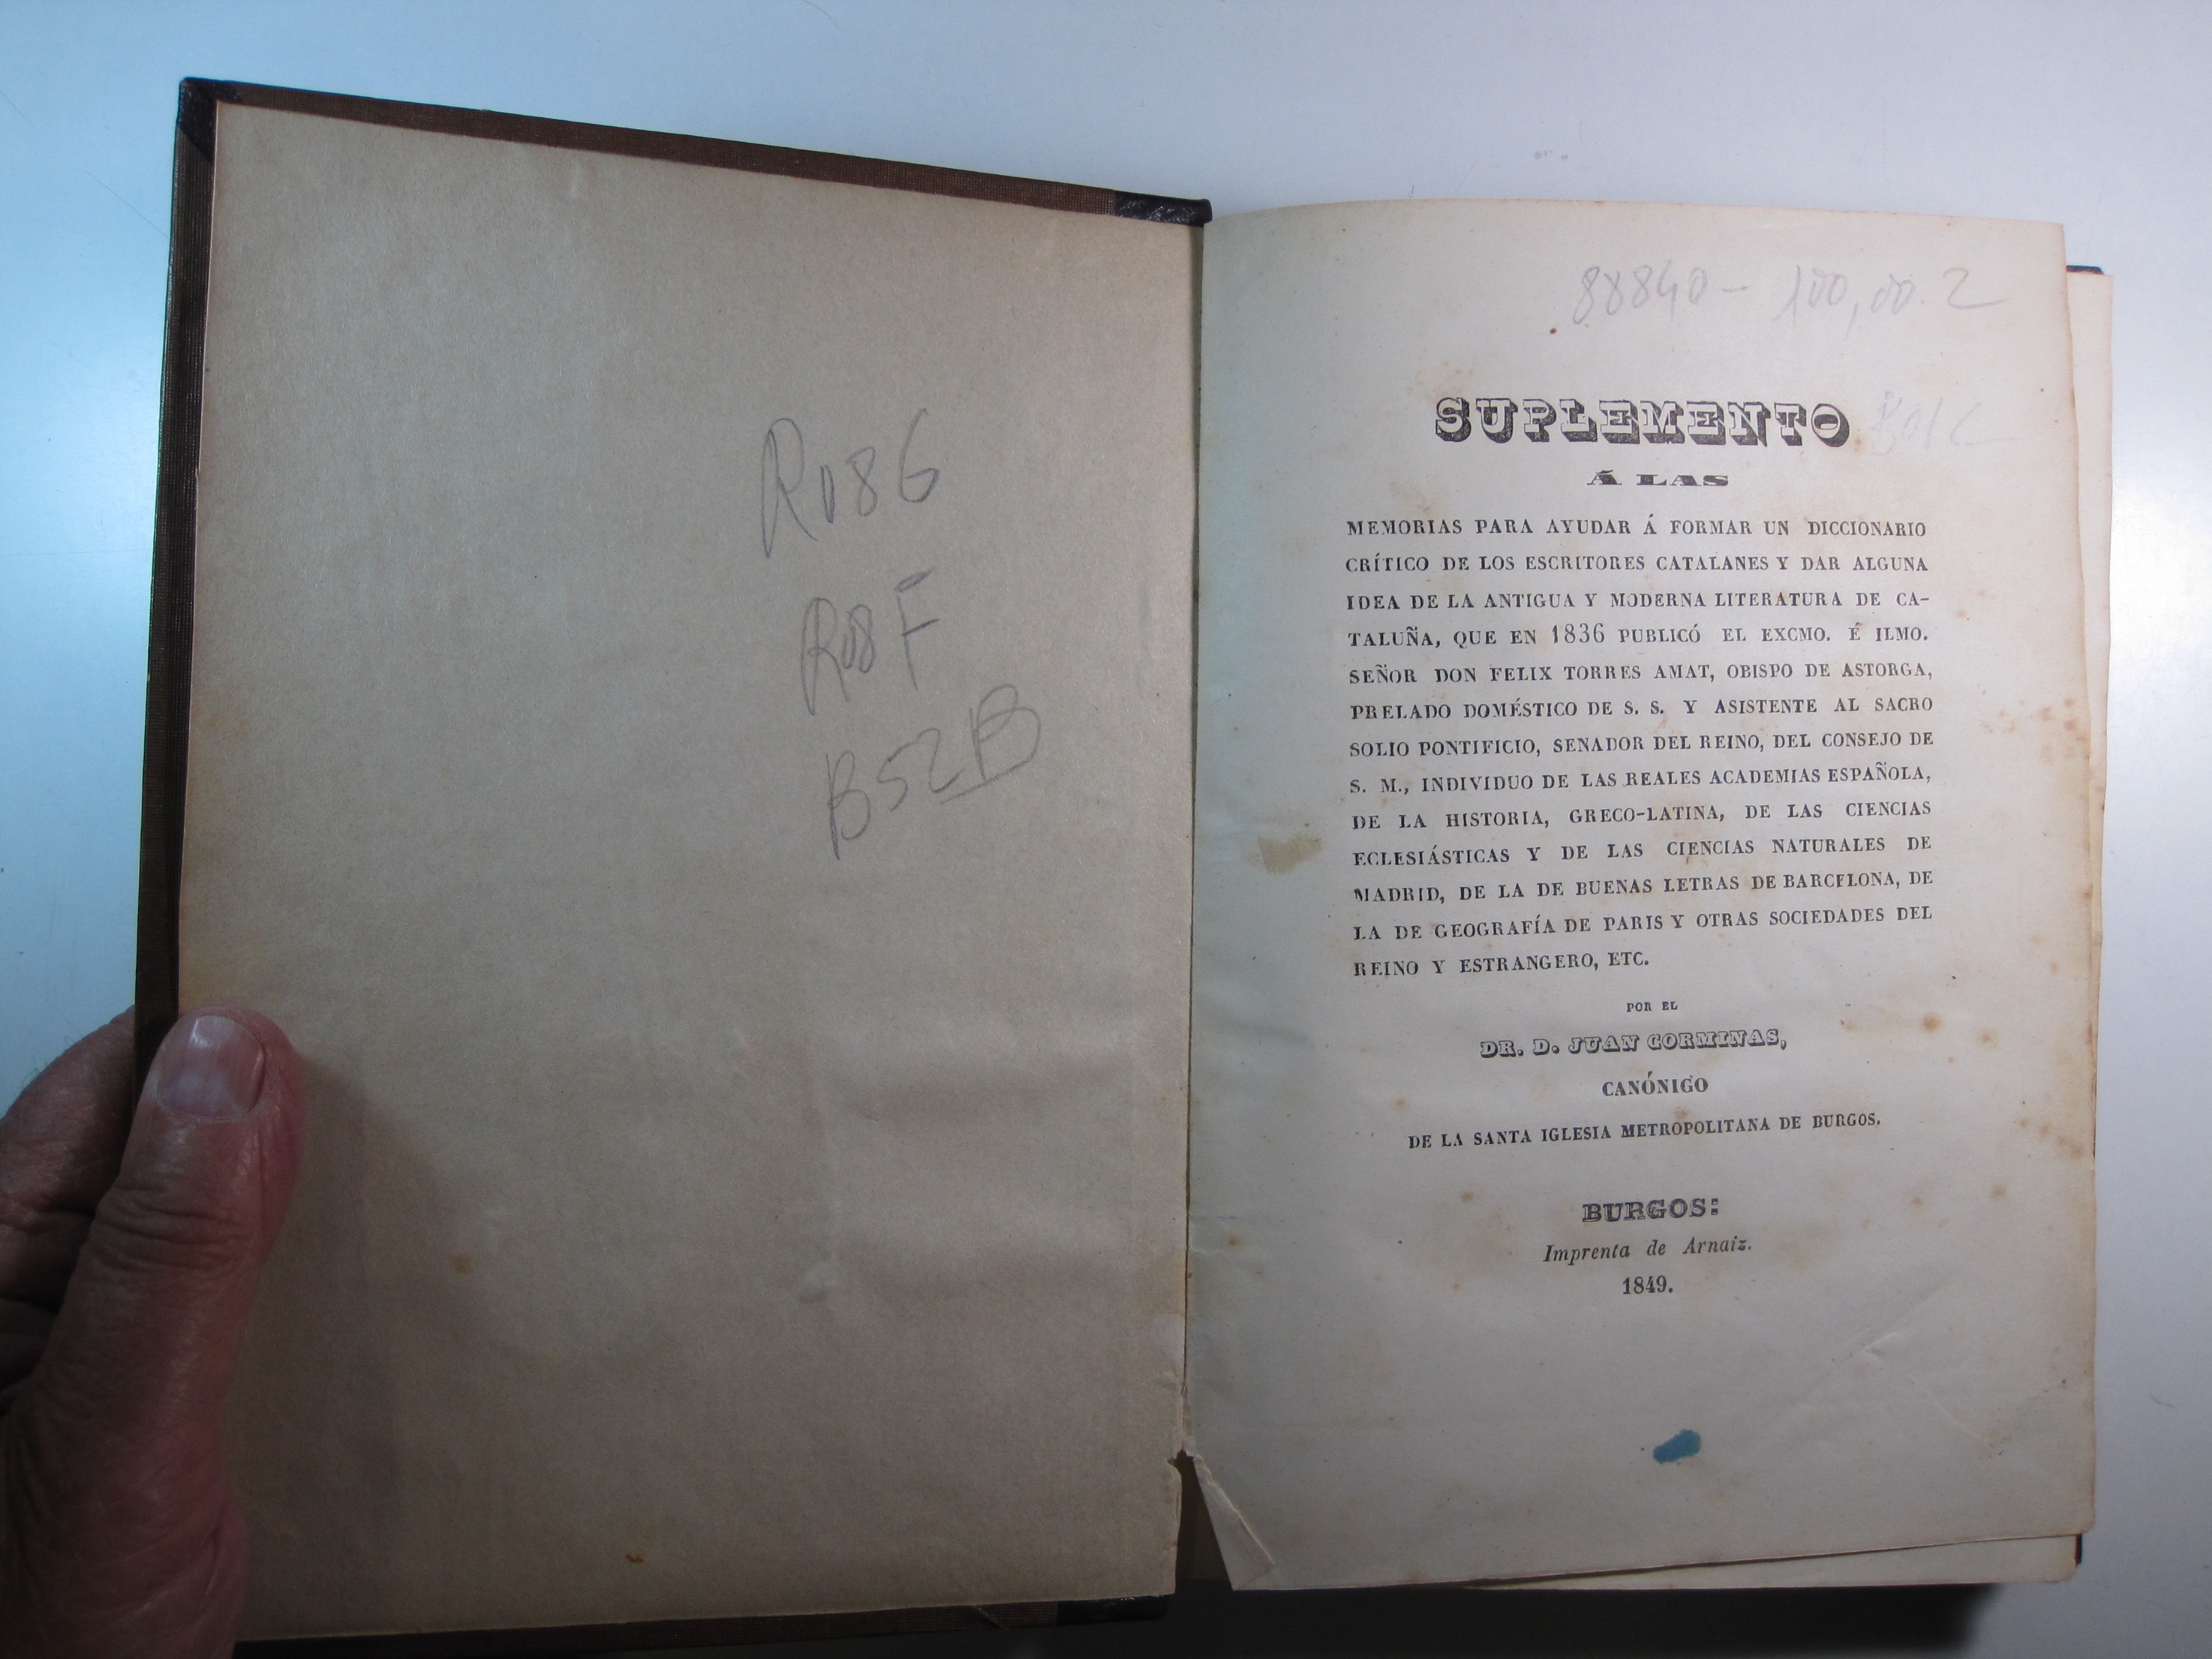 R086
R08F
B52B
88840 - 100,00.2
SUPLEMENTO
Á LAS
MEMORIAS PARA AYUDAR Á FORMAR UN DICCIONARIO
CRÍTICO DE LOS ESCRITORES CATALANES Y DAR ALGUNA
IDEA DE LA ANTIGUA Y MODERNA LITERATURA DE CA-
TALUÑA, QUE EN 1836 PUBLICÓ EL EXCMO. É ILMO.
SEÑOR DON FELIX TORRES AMAT, OBISPO DE ASTORGA,
PRELADO DOMÉSTICO DE S. S. Y ASISTENTE AL SACRO
SOLIO PONTIFICIO, SENADOR DEL REINO, DEL CONSEJO DE
S. M., INDIVIDUO DE LAS REALES ACADEMIAS ESPAÑOLA,
DE LA HISTORIA, GRECO-LATINA, DE LAS CIENCIAS
ECLESIÁSTICAS Y DE LAS CIENCIAS NATURALES DE
MADRID, DE LA DE BUENAS LETRAS DE BARCELONA, DE
LA DE GEOGRAFÍA DE PARIS Y OTRAS SOCIEDADES DEL
REINO Y ESTRANGERO, ETC.
POR EL
DR. D. JUAN CORMINAS,
CANÓNIGO
DE LA SANTA IGLESIA METROPOLITANA DE BURGOS.
BURGOS:
Imprenta de Arnaiz.
1849.